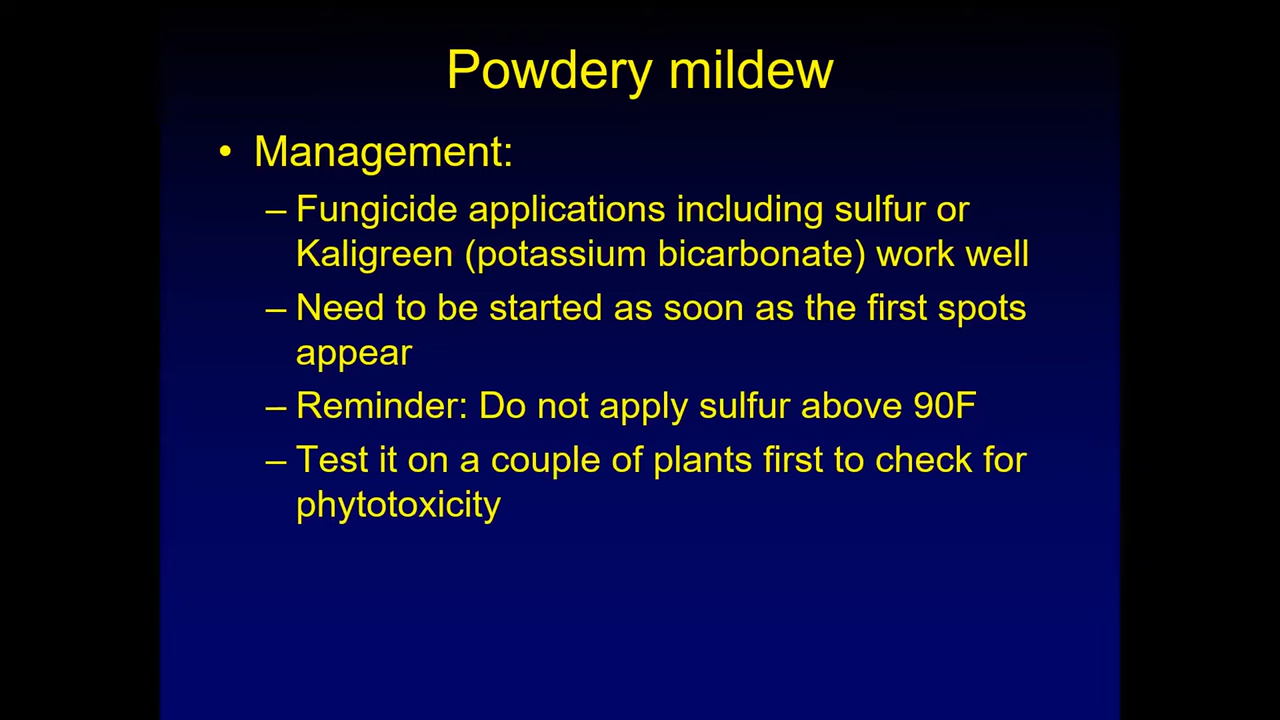 Powdery mildew
• Management:
– Fungicide applications including sulfur or
Kaligreen (potassium bicarbonate) work well
– Need to be started as soon as the first spots
appear
– Reminder: Do not apply sulfur above 90F
– Test it on a couple of plants first to check for
phytotoxicity